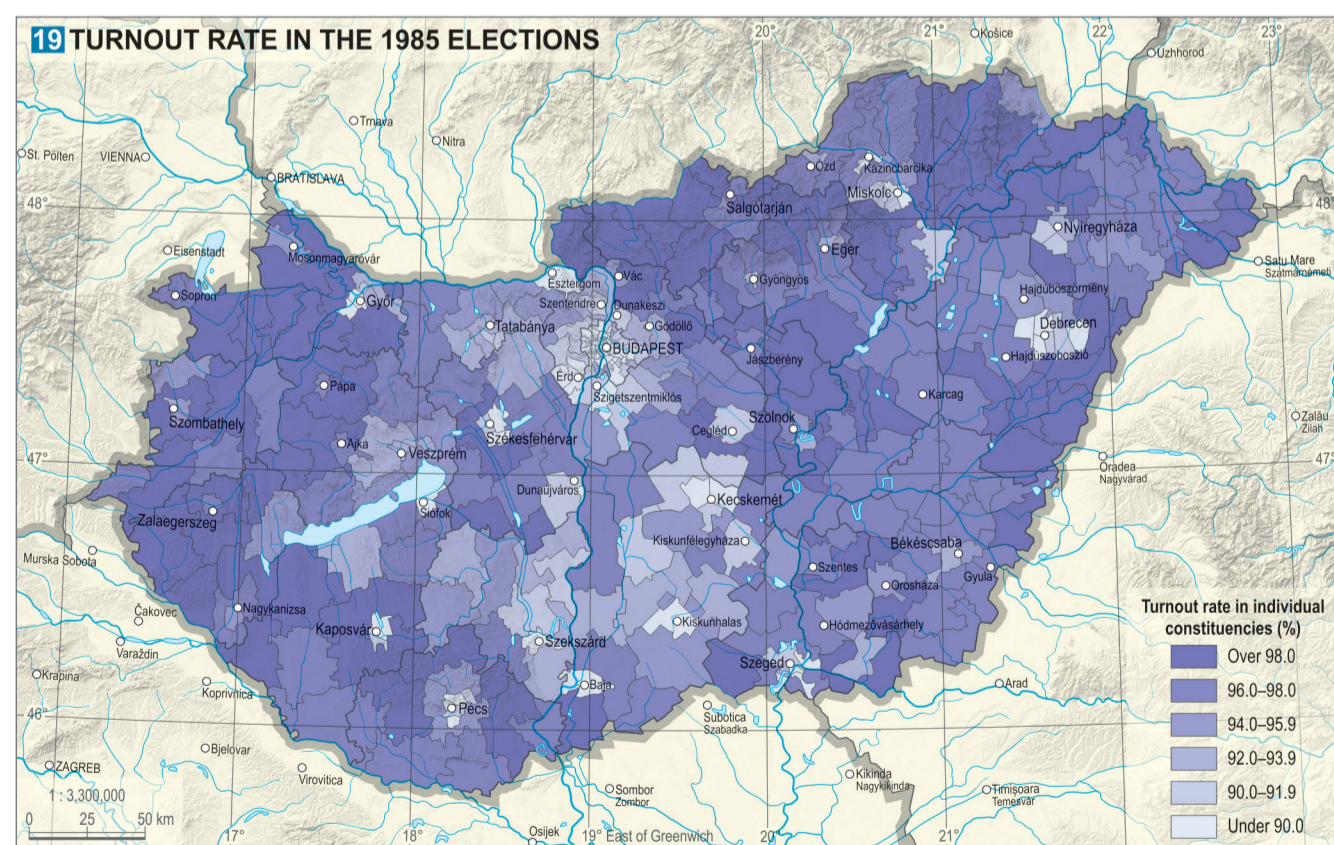 19 TURNOUT RATE IN THE 1985 ELECTIONS
20°
21°
22°
23°
Košice
Uzhhorod
Trnava
Nitra
St. Pölten
VIENNA
BRATISLAVA
Ózd
Kazincbarcika
Miskolc
48°
48°
Salgótarján
Nyíregyháza
Eisenstadt
Mosonmagyaróvár
Eger
Satu Mare
Szatmárnémeti
Sopron
Győr
Esztergom
Vác
Gyöngyös
Hajdúböszörmény
Szentendre
Dunakeszi
Tatabánya
Gödöllő
Debrecen
BUDAPEST
Jászberény
Hajdúszoboszló
Pápa
Érd
Szigetszentmiklós
Karcag
Szombathely
Szolnok
Zalău
Zilah
Cegléd
Ajka
Székesfehérvár
Veszprém
47°
47°
Oradea
Nagyvárad
Dunaújváros
Kecskemét
Siófok
Zalaegerszeg
Kiskunfélegyháza
Békéscsaba
Murska Sobota
Szentes
Gyula
Orosháza
Nagykanizsa
Čakovec
Kaposvár
Kiskunhalas
Hódmezővásárhely
Varaždin
Szekszárd
Szeged
Krapina
Koprivnica
Baja
Arad
46°
Pécs
Subotica
Szabadka
Bjelovar
ZAGREB
Virovitica
Kikinda
Nagykikinda
Sombor
Zombor
Timişoara
Temesvár
1 : 3,300,000
0 25 50 km
17°
18°
Osijek
19° East of Greenwich
20°
21°
Turnout rate in individual
constituencies (%)
Over 98.0
96.0–98.0
94.0–95.9
92.0–93.9
90.0–91.9
Under 90.0